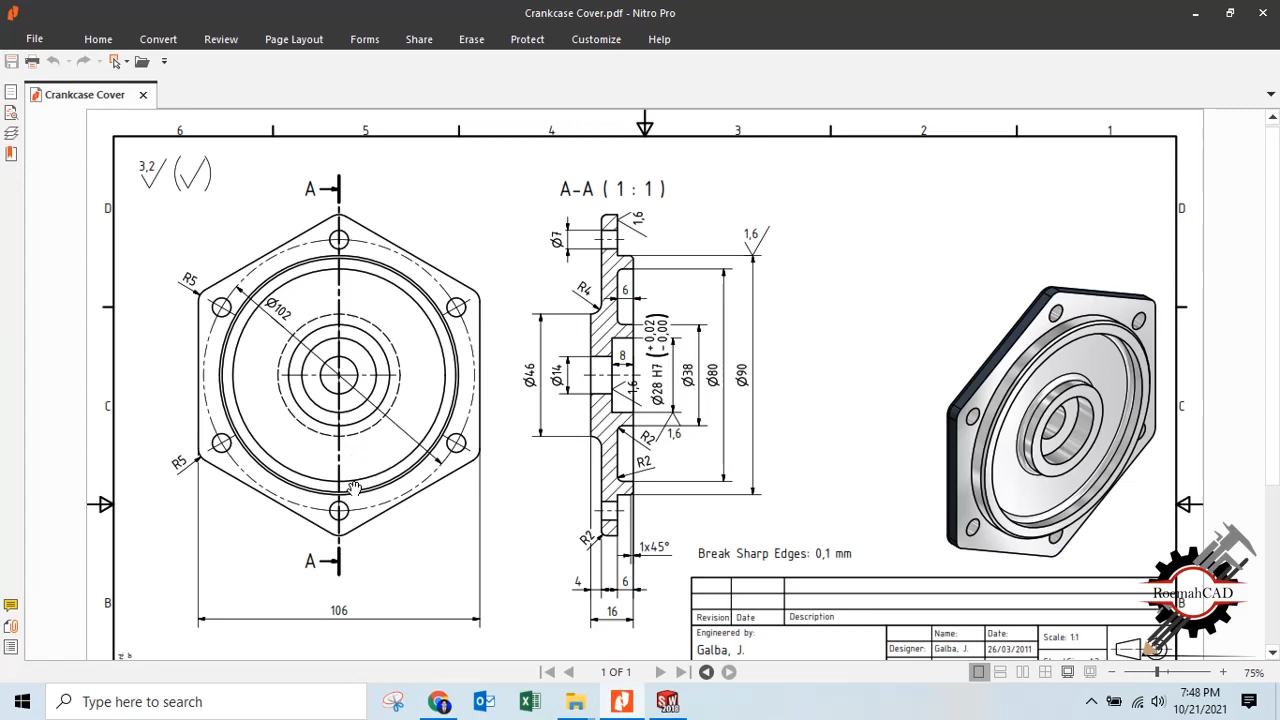 Crankcase Cover.pdf - Nitro Pro
File Home Convert Review Page Layout Forms Share Erase Protect Customize Help
Crankcase Cover
6 5 4 3 2 1
3,2
A
A-A ( 1 : 1 )
1,6
D D
Ø7
1,6
R5
R4
6
Ø102
Ø46
Ø14
8
1,6
Ø28 H7 (+ 0,02 - 0,00)
Ø38
Ø80
Ø90
C C
1,6
R2
R2
R5
R2
1x45°
A
Break Sharp Edges: 0,1 mm
4 6
B B
106
16
RoemahCAD
Revision Date Description
Engineered by:
Galba, J.
Name: Date: Scale: 1:1
Designer: Galba, J. 26/03/2011
1 OF 1
75%
Type here to search
SW
2018
7:48 PM
10/21/2021